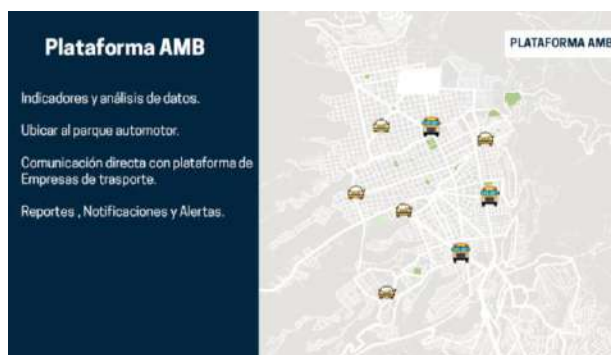 Plataforma AMB
Indicadores y análisis de datos.
Ubicar al parque automotor.
Comunicación directa con plataforma de
Empresas de trasporte.
Reportes , Notificaciones y Alertas.
PLATAFORMA AMB